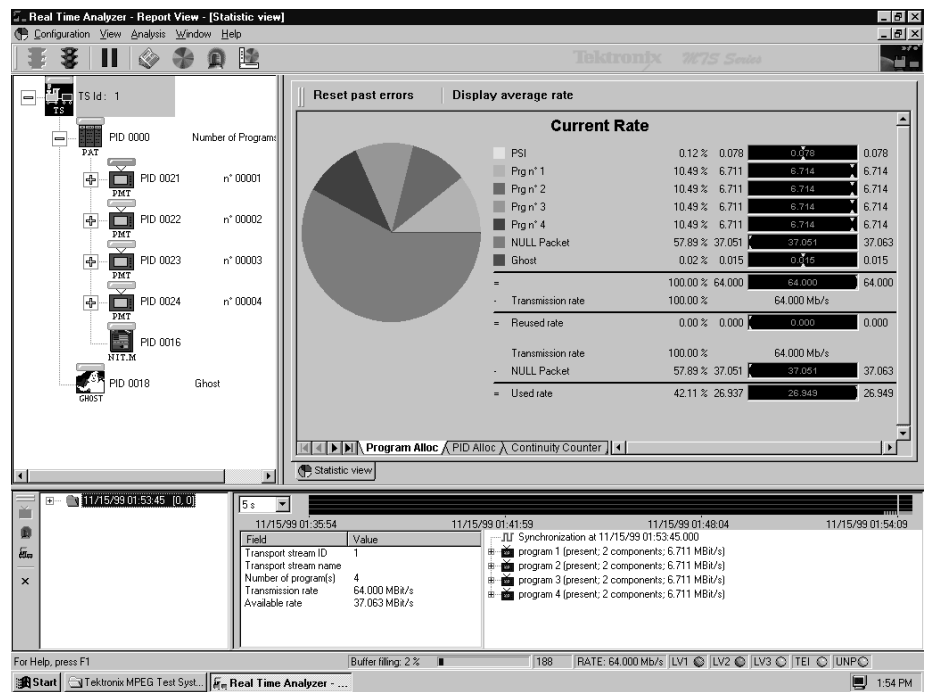 Real Time Analyzer - Report View - [Statistic view]
Configuration View Analysis Window Help
Tektronix MTS Series
TS Id: 1
TS
PID 0000 Number of Programs
PAT
PID 0021 n° 00001
PMT
PID 0022 n° 00002
PMT
PID 0023 n° 00003
PMT
PID 0024 n° 00004
PMT
PID 0016
NIT.M
PID 0018 Ghost
GHOST
Reset past errors Display average rate
Current Rate
PSI 0.12 % 0.078 0.078 0.078
Prg n° 1 10.49 % 6.711 6.714 6.714
Prg n° 2 10.49 % 6.711 6.714 6.714
Prg n° 3 10.49 % 6.711 6.714 6.714
Prg n° 4 10.49 % 6.711 6.714 6.714
NULL Packet 57.89 % 37.051 37.051 37.063
Ghost 0.02 % 0.015 0.015 0.015
= 100.00 % 64.000 64.000 64.000
- Transmission rate 100.00 % 64.000 Mb/s
= Reused rate 0.00 % 0.000 0.000 0.000
Transmission rate 100.00 % 64.000 Mb/s
- NULL Packet 57.89 % 37.051 37.051 37.063
= Used rate 42.11 % 26.937 26.949 26.949
Program Alloc PID Alloc Continuity Counter
Statistic view
11/15/99 01:53:45 [0, 0]
5 s
11/15/99 01:35:54 11/15/99 01:41:59 11/15/99 01:48:04 11/15/99 01:54:09
Field Value
Transport stream ID 1
Transport stream name
Number of program(s) 4
Transmission rate 64.000 MBit/s
Available rate 37.063 MBit/s
Synchronization at 11/15/99 01:53:45.000
program 1 (present; 2 components; 6.711 MBit/s)
program 2 (present; 2 components; 6.711 MBit/s)
program 3 (present; 2 components; 6.711 MBit/s)
program 4 (present; 2 components; 6.711 MBit/s)
For Help, press F1 Buffer filling: 2 % 188 RATE: 64.000 Mb/s LV1 LV2 LV3 TEI UNP
Start Tektronix MPEG Test Syst... Real Time Analyzer - ... 1:54 PM